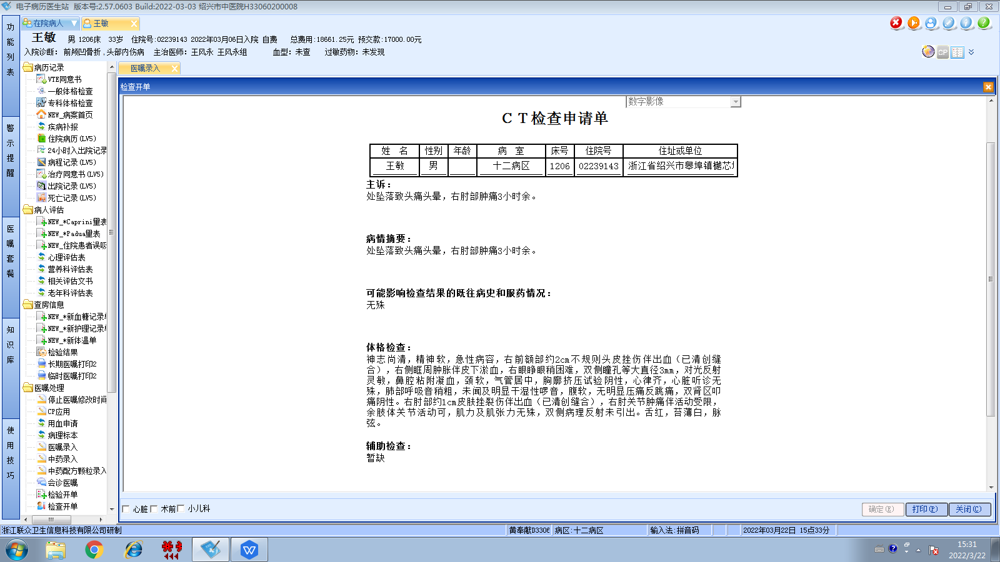 电子病历医生站 版本号:2.57.0603 Build:2022-03-03 绍兴市中医院H33060200008
在院病人
王敏
王敏 男 1206床 33岁 住院号:02239143 2022年03月06日入院 自费 总费用:18661.25元 预交款:17000.00元
入院诊断: 前颅凹骨折,头部内伤病 主治医师: 王风永 王风永组 血型: 未查 过敏药物: 未发现
CP
功能列表
警示提醒
医嘱套餐
知识库
使用技巧
病历记录
VTE同意书
一般体格检查
专科体格检查
NEW_病案首页
疾病补报
住院病历(LV5)
24小时入出院记录
病程记录(LV5)
治疗同意书(LV5)
出院记录(LV5)
死亡记录(LV5)
病人评估
NEW_*Caprini里表
NEW_*Padua里表
NEW_住院患者误吸
心理评估表
营养科评估表
相关评估文书
老年科评估表
查房信息
NEW_*新血糖记录单
NEW_*新护理记录单
NEW_*新体温单
检验结果
长期医嘱打印2
临时医嘱打印2
医嘱处理
停止医嘱修改时间
CP应用
用血申请
病理标本
医嘱录入
中药录入
中药配方颗粒录入
会诊医嘱
检验开单
检查开单
医嘱录入
检查开单
数字影像
CT检查申请单
姓 名 性别 年龄 病 室 床号 住院号 住址或单位
王敏 男 十二病区 1206 02239143 浙江省绍兴市皋埠镇樾芯
主诉:
处坠落致头痛头晕，右肘部肿痛3小时余。
病情摘要:
处坠落致头痛头晕，右肘部肿痛3小时余。
可能影响检查结果的既往病史和服药情况:
无殊
体格检查:
神志尚清，精神软，急性病容，右前额部约2cm不规则头皮挫伤伴出血（已清创缝
合），右侧眶周肿胀伴皮下淤血，右眼睁眼稍困难，双侧瞳孔等大直径3mm，对光反射
灵敏，鼻腔粘附凝血，颈软，气管居中，胸廓挤压试验阴性，心律齐，心脏听诊无
殊，肺部呼吸音稍粗，未闻及明显干湿性啰音，腹软，无明显压痛反跳痛，双肾区叩
痛阴性。右肘部约1cm皮肤挫裂伤伴出血（已清创缝合），右肘关节肿痛伴活动受限，
余肢体关节活动可，肌力及肌张力无殊，双侧病理反射未引出。舌红，苔薄白，脉
弦。
辅助检查:
暂缺
心脏 术前 小儿科
确定(E) 打印(P) 关闭(C)
浙江联众卫生信息科技有限公司研制 黄奉献D3306 病区:十二病区 输入法:拼音码 2022年03月22日 15点33分
15:31
2022/3/22